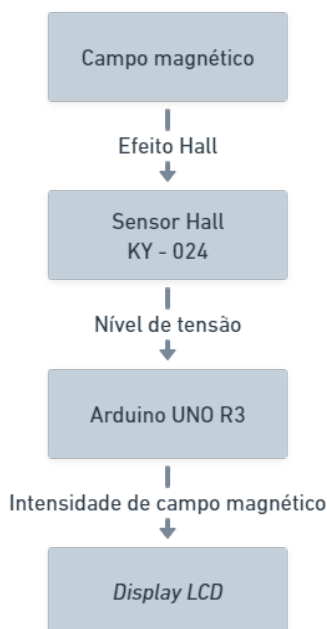 Campo magnético
Efeito Hall
Sensor Hall
KY - 024
Nível de tensão
Arduino UNO R3
Intensidade de campo magnético
Display LCD